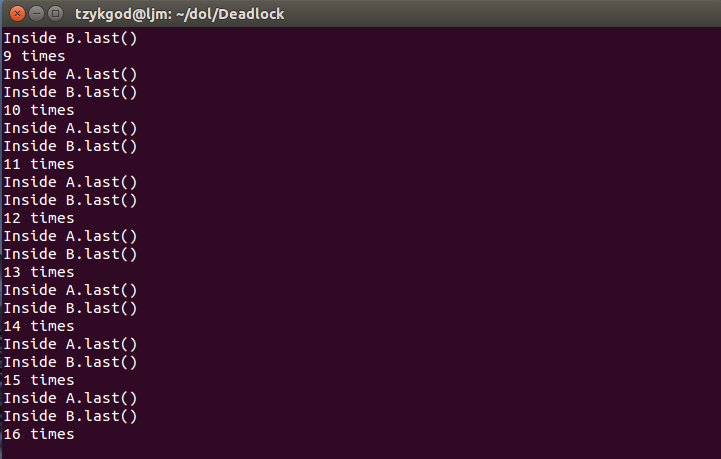 tzykgod@ljm: ~/dol/Deadlock
Inside B.last()
9 times
Inside A.last()
Inside B.last()
10 times
Inside A.last()
Inside B.last()
11 times
Inside A.last()
Inside B.last()
12 times
Inside A.last()
Inside B.last()
13 times
Inside A.last()
Inside B.last()
14 times
Inside A.last()
Inside B.last()
15 times
Inside A.last()
Inside B.last()
16 times